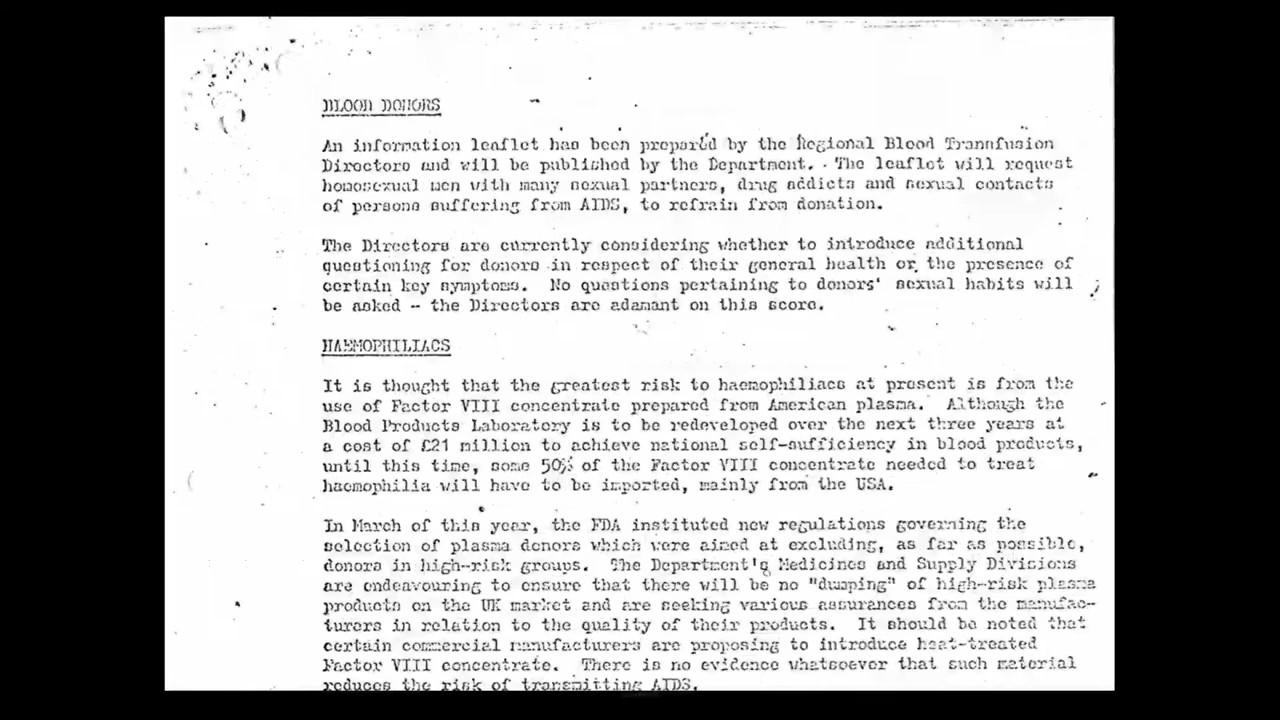 BLOOD DONORS
An information leaflet has been prepared by the Regional Blood Transfusion
Directors and will be published by the Department. The leaflet will request
homosexual men with many sexual partners, drug addicts and sexual contacts
of persons suffering from AIDS, to refrain from donation.
The Directors are currently considering whether to introduce additional
questioning for donors in respect of their general health or the presence of
certain key symptoms. No questions pertaining to donors' sexual habits will
be asked - the Directors are adamant on this score.
HAEMOPHILIACS
It is thought that the greatest risk to haemophiliacs at present is from the
use of Factor VIII concentrate prepared from American plasma. Although the
Blood Products Laboratory is to be redeveloped over the next three years at
a cost of £21 million to achieve national self-sufficiency in blood products,
until this time, some 50% of the Factor VIII concentrate needed to treat
haemophilia will have to be imported, mainly from the USA.
In March of this year, the FDA instituted new regulations governing the
selection of plasma donors which were aimed at excluding, as far as possible,
donors in high-risk groups. The Department's Medicines and Supply Divisions
are endeavouring to ensure that there will be no "dumping" of high-risk plasma
products on the UK market and are seeking various assurances from the manufac-
turers in relation to the quality of their products. It should be noted that
certain commercial manufacturers are proposing to introduce heat-treated
Factor VIII concentrate. There is no evidence whatsoever that such material
reduces the risk of transmitting AIDS.